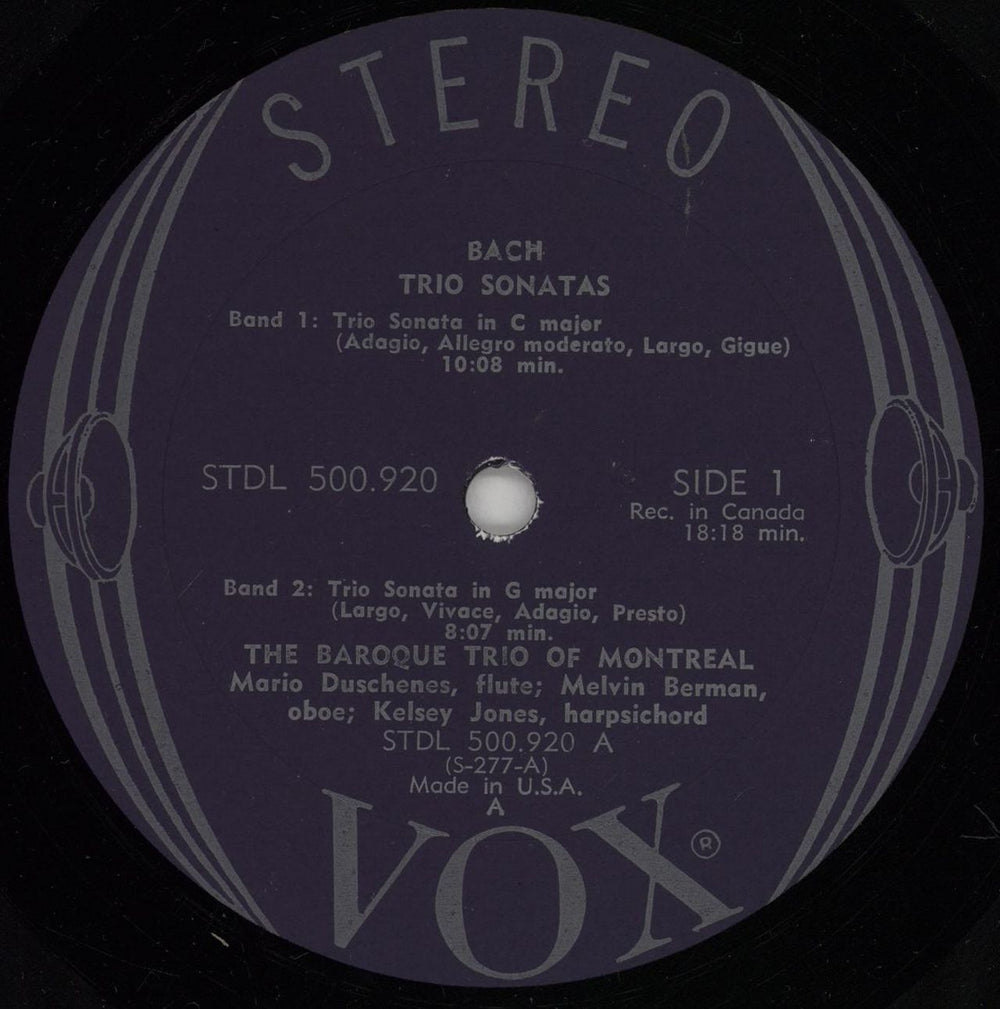 STEREO
BACH
TRIO SONATAS
Band 1: Trio Sonata in C major
(Adagio, Allegro moderato, Largo, Gigue)
10:08 min.
STDL 500.920
SIDE 1
Rec. in Canada
18:18 min.
Band 2: Trio Sonata in G major
(Largo, Vivace, Adagio, Presto)
8:07 min.
THE BAROQUE TRIO OF MONTREAL
Mario Duschenes, flute; Melvin Berman,
oboe; Kelsey Jones, harpsichord
STDL 500.920 A
(S-277-A)
Made in U.S.A.
A
VOX ®